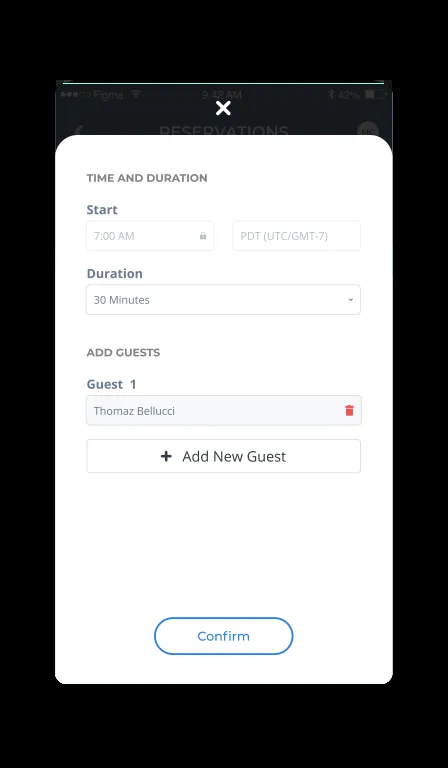 Figma 9:42 AM 42%
RESERVATIONS
TIME AND DURATION
Start
7:00 AM PDT (UTC/GMT-7)
Duration
30 Minutes
ADD GUESTS
Guest 1
Thomaz Bellucci
Add New Guest
Confirm